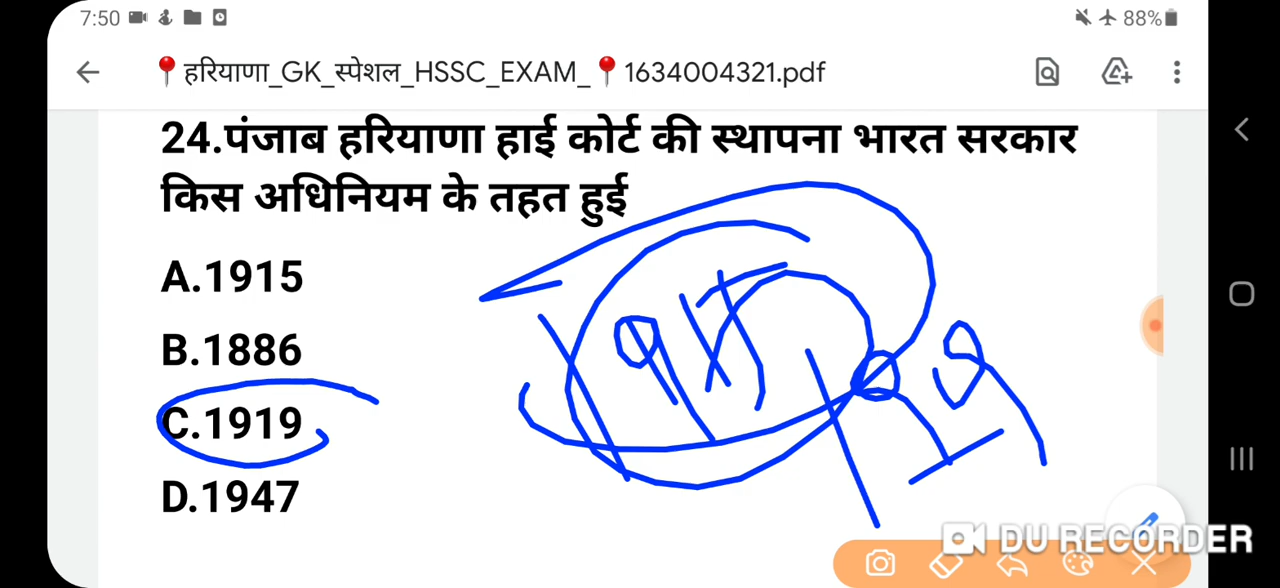 7:50
88%
📍हरियाणा_GK_स्पेशल_HSSC_EXAM_📍1634004321.pdf
24.पंजाब हरियाणा हाई कोर्ट की स्थापना भारत सरकार
किस अधिनियम के तहत हुई
A.1915
B.1886
C.1919
D.1947
DU RECORDER